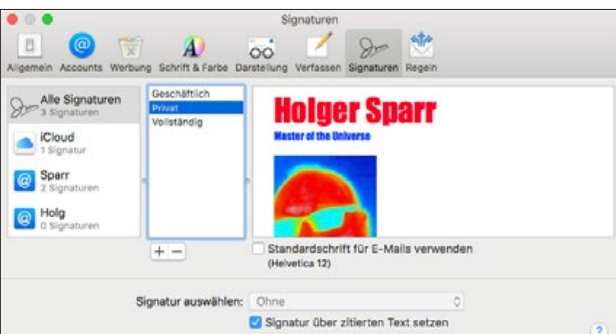 Signaturen
Allgemein Accounts Werbung Schrift & Farbe Darstellung Verfassen Signaturen Regeln
Alle Signaturen
3 Signaturen
iCloud
1 Signatur
Sparr
2 Signaturen
Holg
0 Signaturen
Geschäftlich
Privat
Vollständig
Holger Sparr
Master of the Universe
Standardschrift für E-Mails verwenden
(Helvetica 12)
Signatur auswählen: Ohne
Signatur über zitierten Text setzen